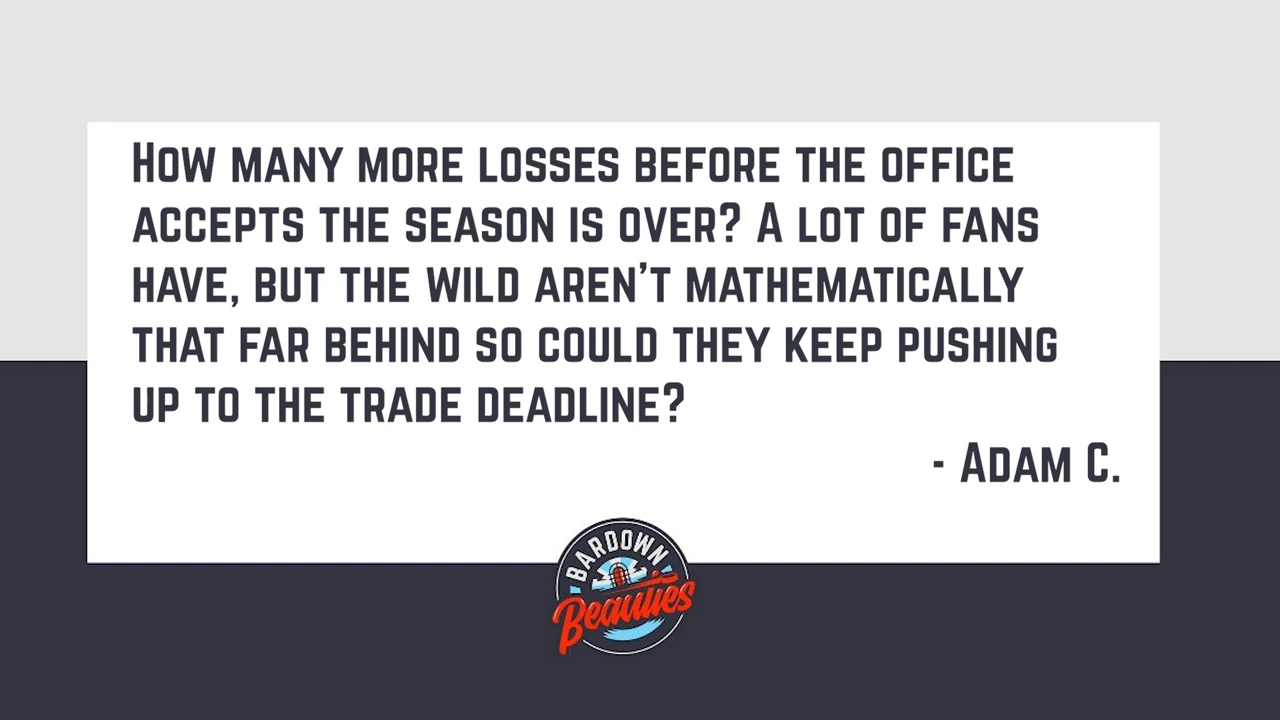 How many more losses before the office
accepts the season is over? A lot of fans
have, but the wild aren't mathematically
that far behind so could they keep pushing
up to the trade deadline?
- Adam C.
BARDOWN
Beauties